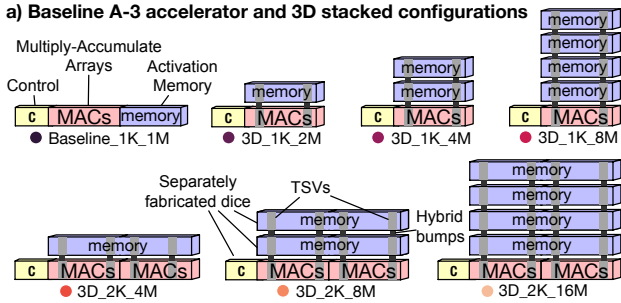 a) Baseline A-3 accelerator and 3D stacked configurations
Multiply-Accumulate
Arrays
Control
Activation
Memory
C MACs memory
Baseline_1K_1M
memory
C MACs
3D_1K_2M
memory
memory
C MACs
3D_1K_4M
memory
memory
memory
memory
C MACs
3D_1K_8M
Separately
fabricated dice
TSVs
Hybrid
bumps
memory
C MACs MACs
3D_2K_4M
memory
memory
C MACs MACs
3D_2K_8M
memory
memory
memory
memory
C MACs MACs
3D_2K_16M